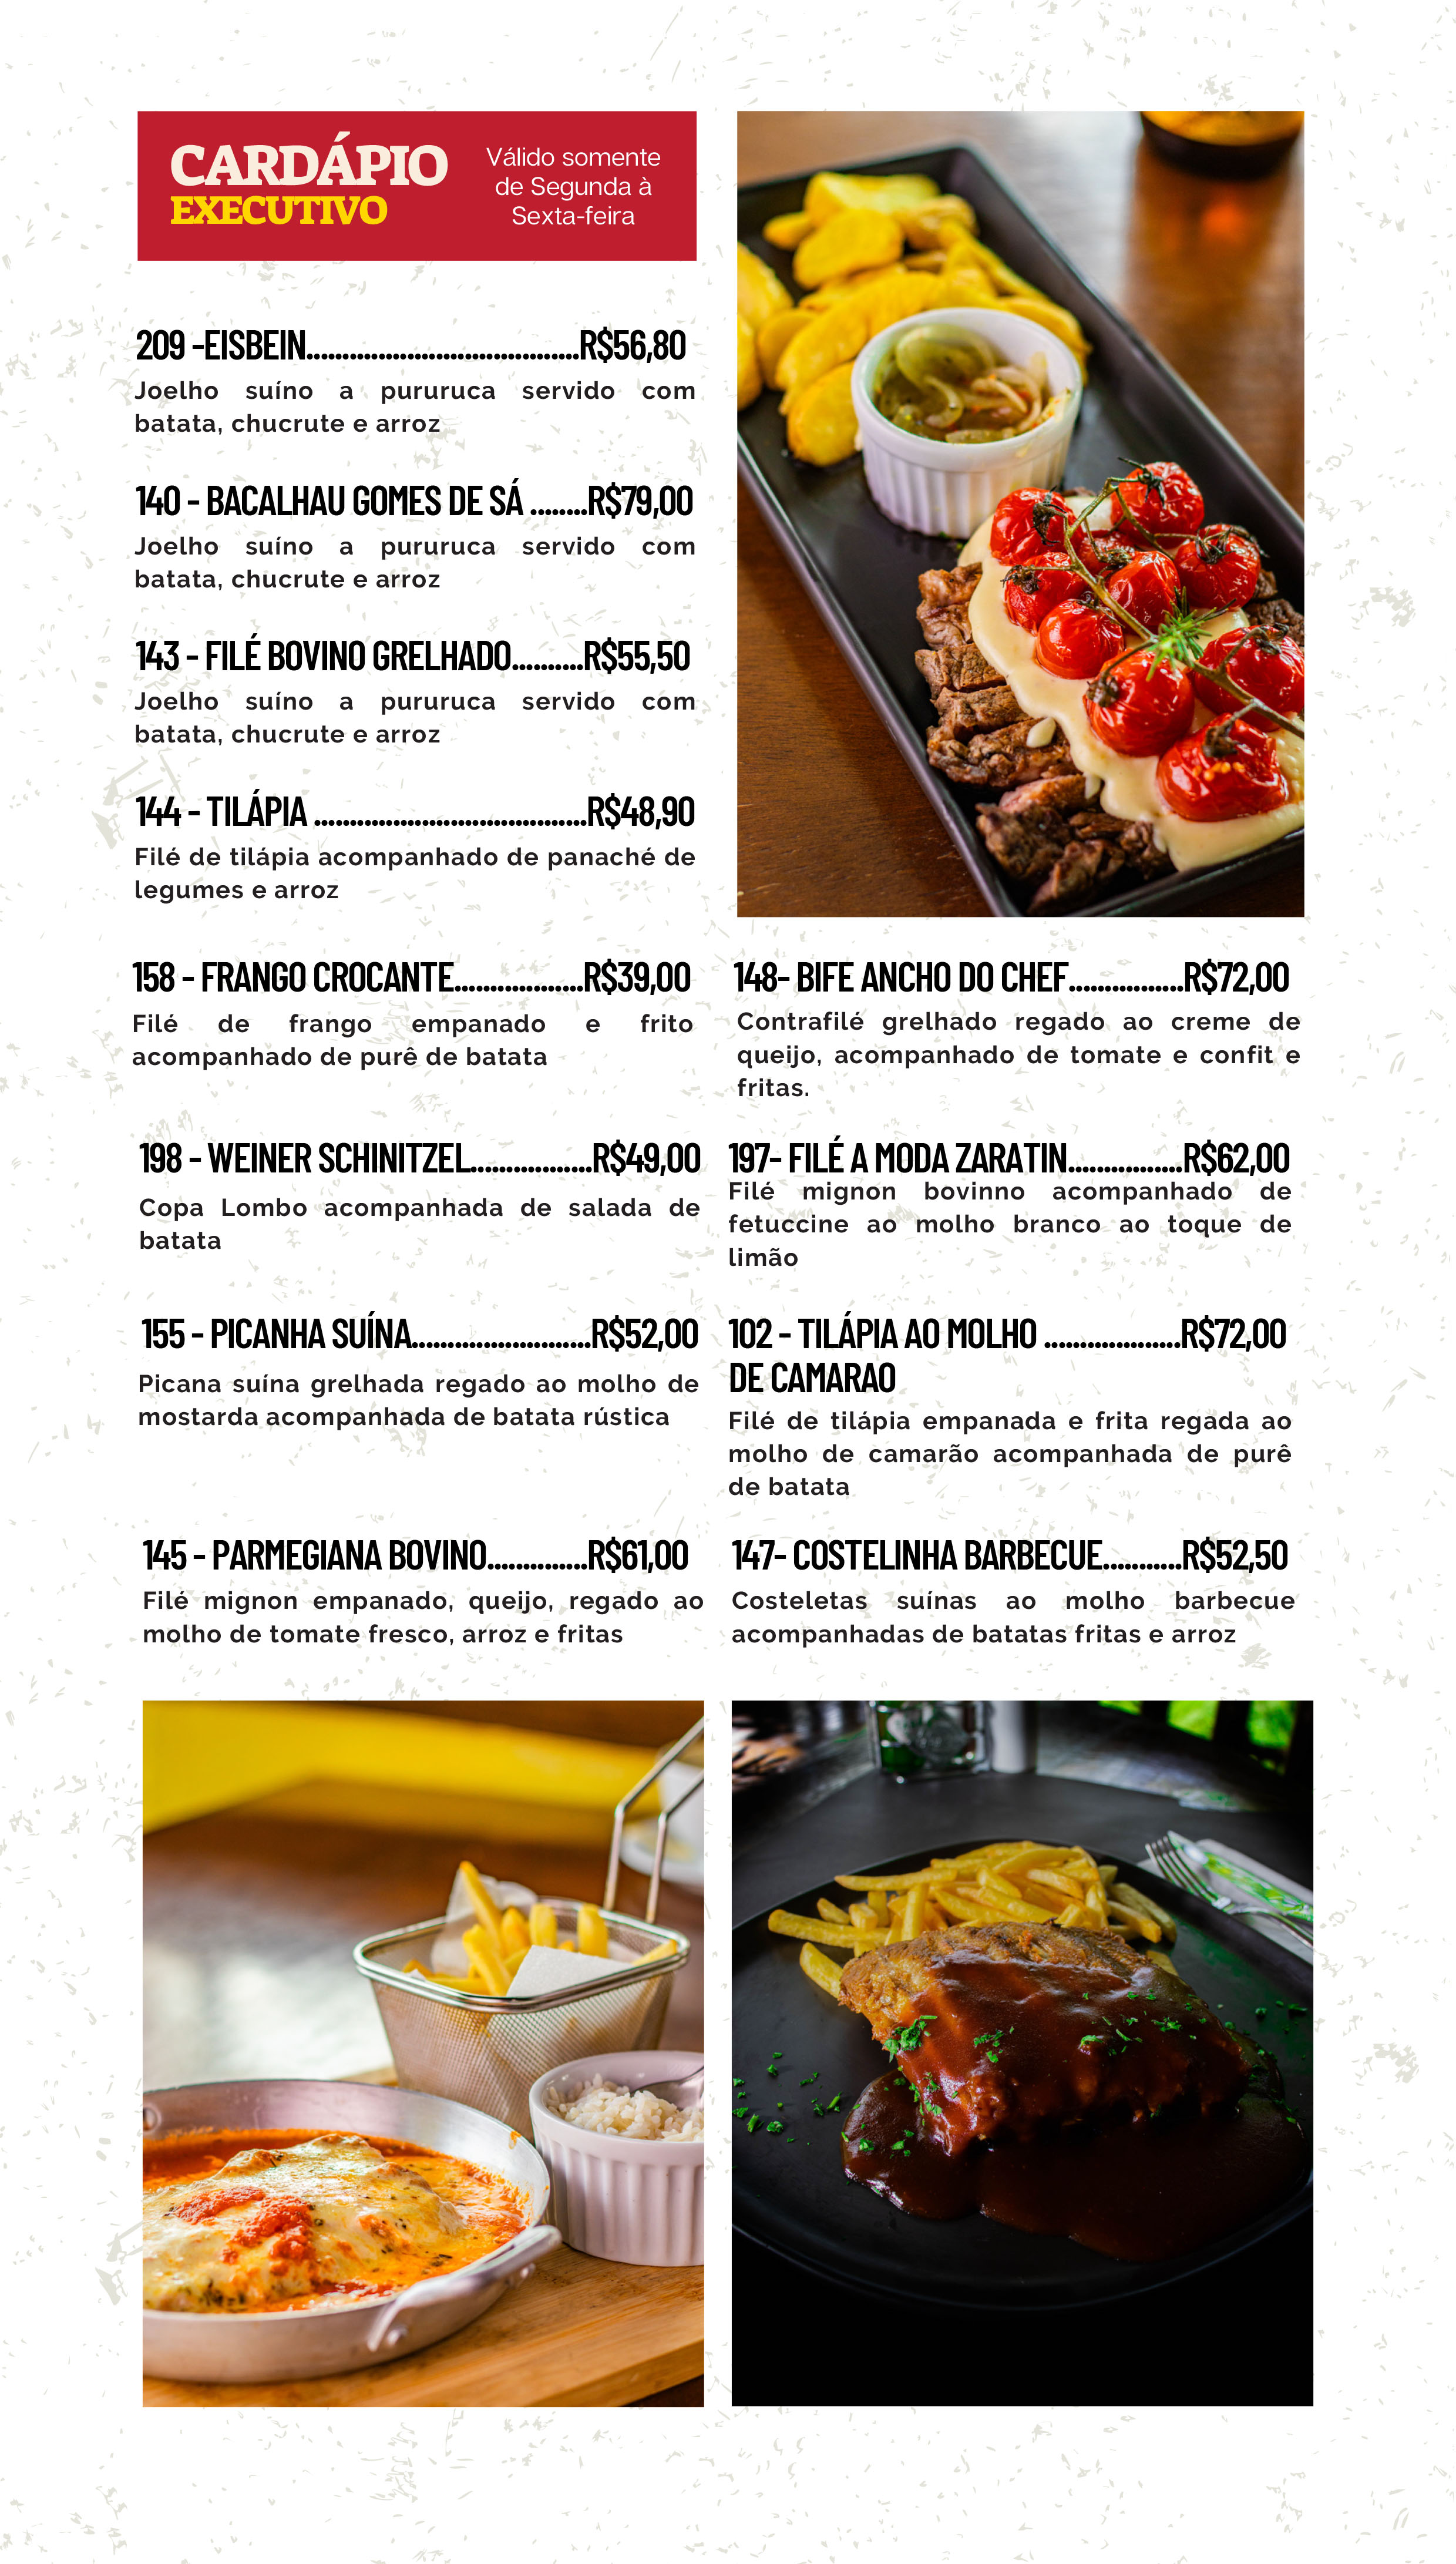 CARDÁPIO
EXECUTIVO
Válido somente
de Segunda à
Sexta-feira
209 -EISBEIN......................................R$56,80
Joelho suíno a pururuca servido com
batata, chucrute e arroz
140 - BACALHAU GOMES DE SÁ ........R$79,00
Joelho suíno a pururuca servido com
batata, chucrute e arroz
143 - FILÉ BOVINO GRELHADO..........R$55,50
Joelho suíno a pururuca servido com
batata, chucrute e arroz
144 - TILÁPIA ......................................R$48,90
Filé de tilápia acompanhado de panaché de
legumes e arroz
158 - FRANGO CROCANTE..................R$39,00
Filé de frango empanado e frito
acompanhado de purê de batata
198 - WEINER SCHINITZEL.................R$49,00
Copa Lombo acompanhada de salada de
batata
155 - PICANHA SUÍNA.........................R$52,00
Picana suína grelhada regado ao molho de
mostarda acompanhada de batata rústica
145 - PARMEGIANA BOVINO..............R$61,00
Filé mignon empanado, queijo, regado ao
molho de tomate fresco, arroz e fritas
148- BIFE ANCHO DO CHEF................R$72,00
Contrafilé grelhado regado ao creme de
queijo, acompanhado de tomate e confit e
fritas.
197- FILÉ A MODA ZARATIN................R$62,00
Filé mignon bovinno acompanhado de
fetuccine ao molho branco ao toque de
limão
102 - TILÁPIA AO MOLHO ...................R$72,00
DE CAMARAO
Filé de tilápia empanada e frita regada ao
molho de camarão acompanhada de purê
de batata
147- COSTELINHA BARBECUE...........R$52,50
Costeletas suínas ao molho barbecue
acompanhadas de batatas fritas e arroz